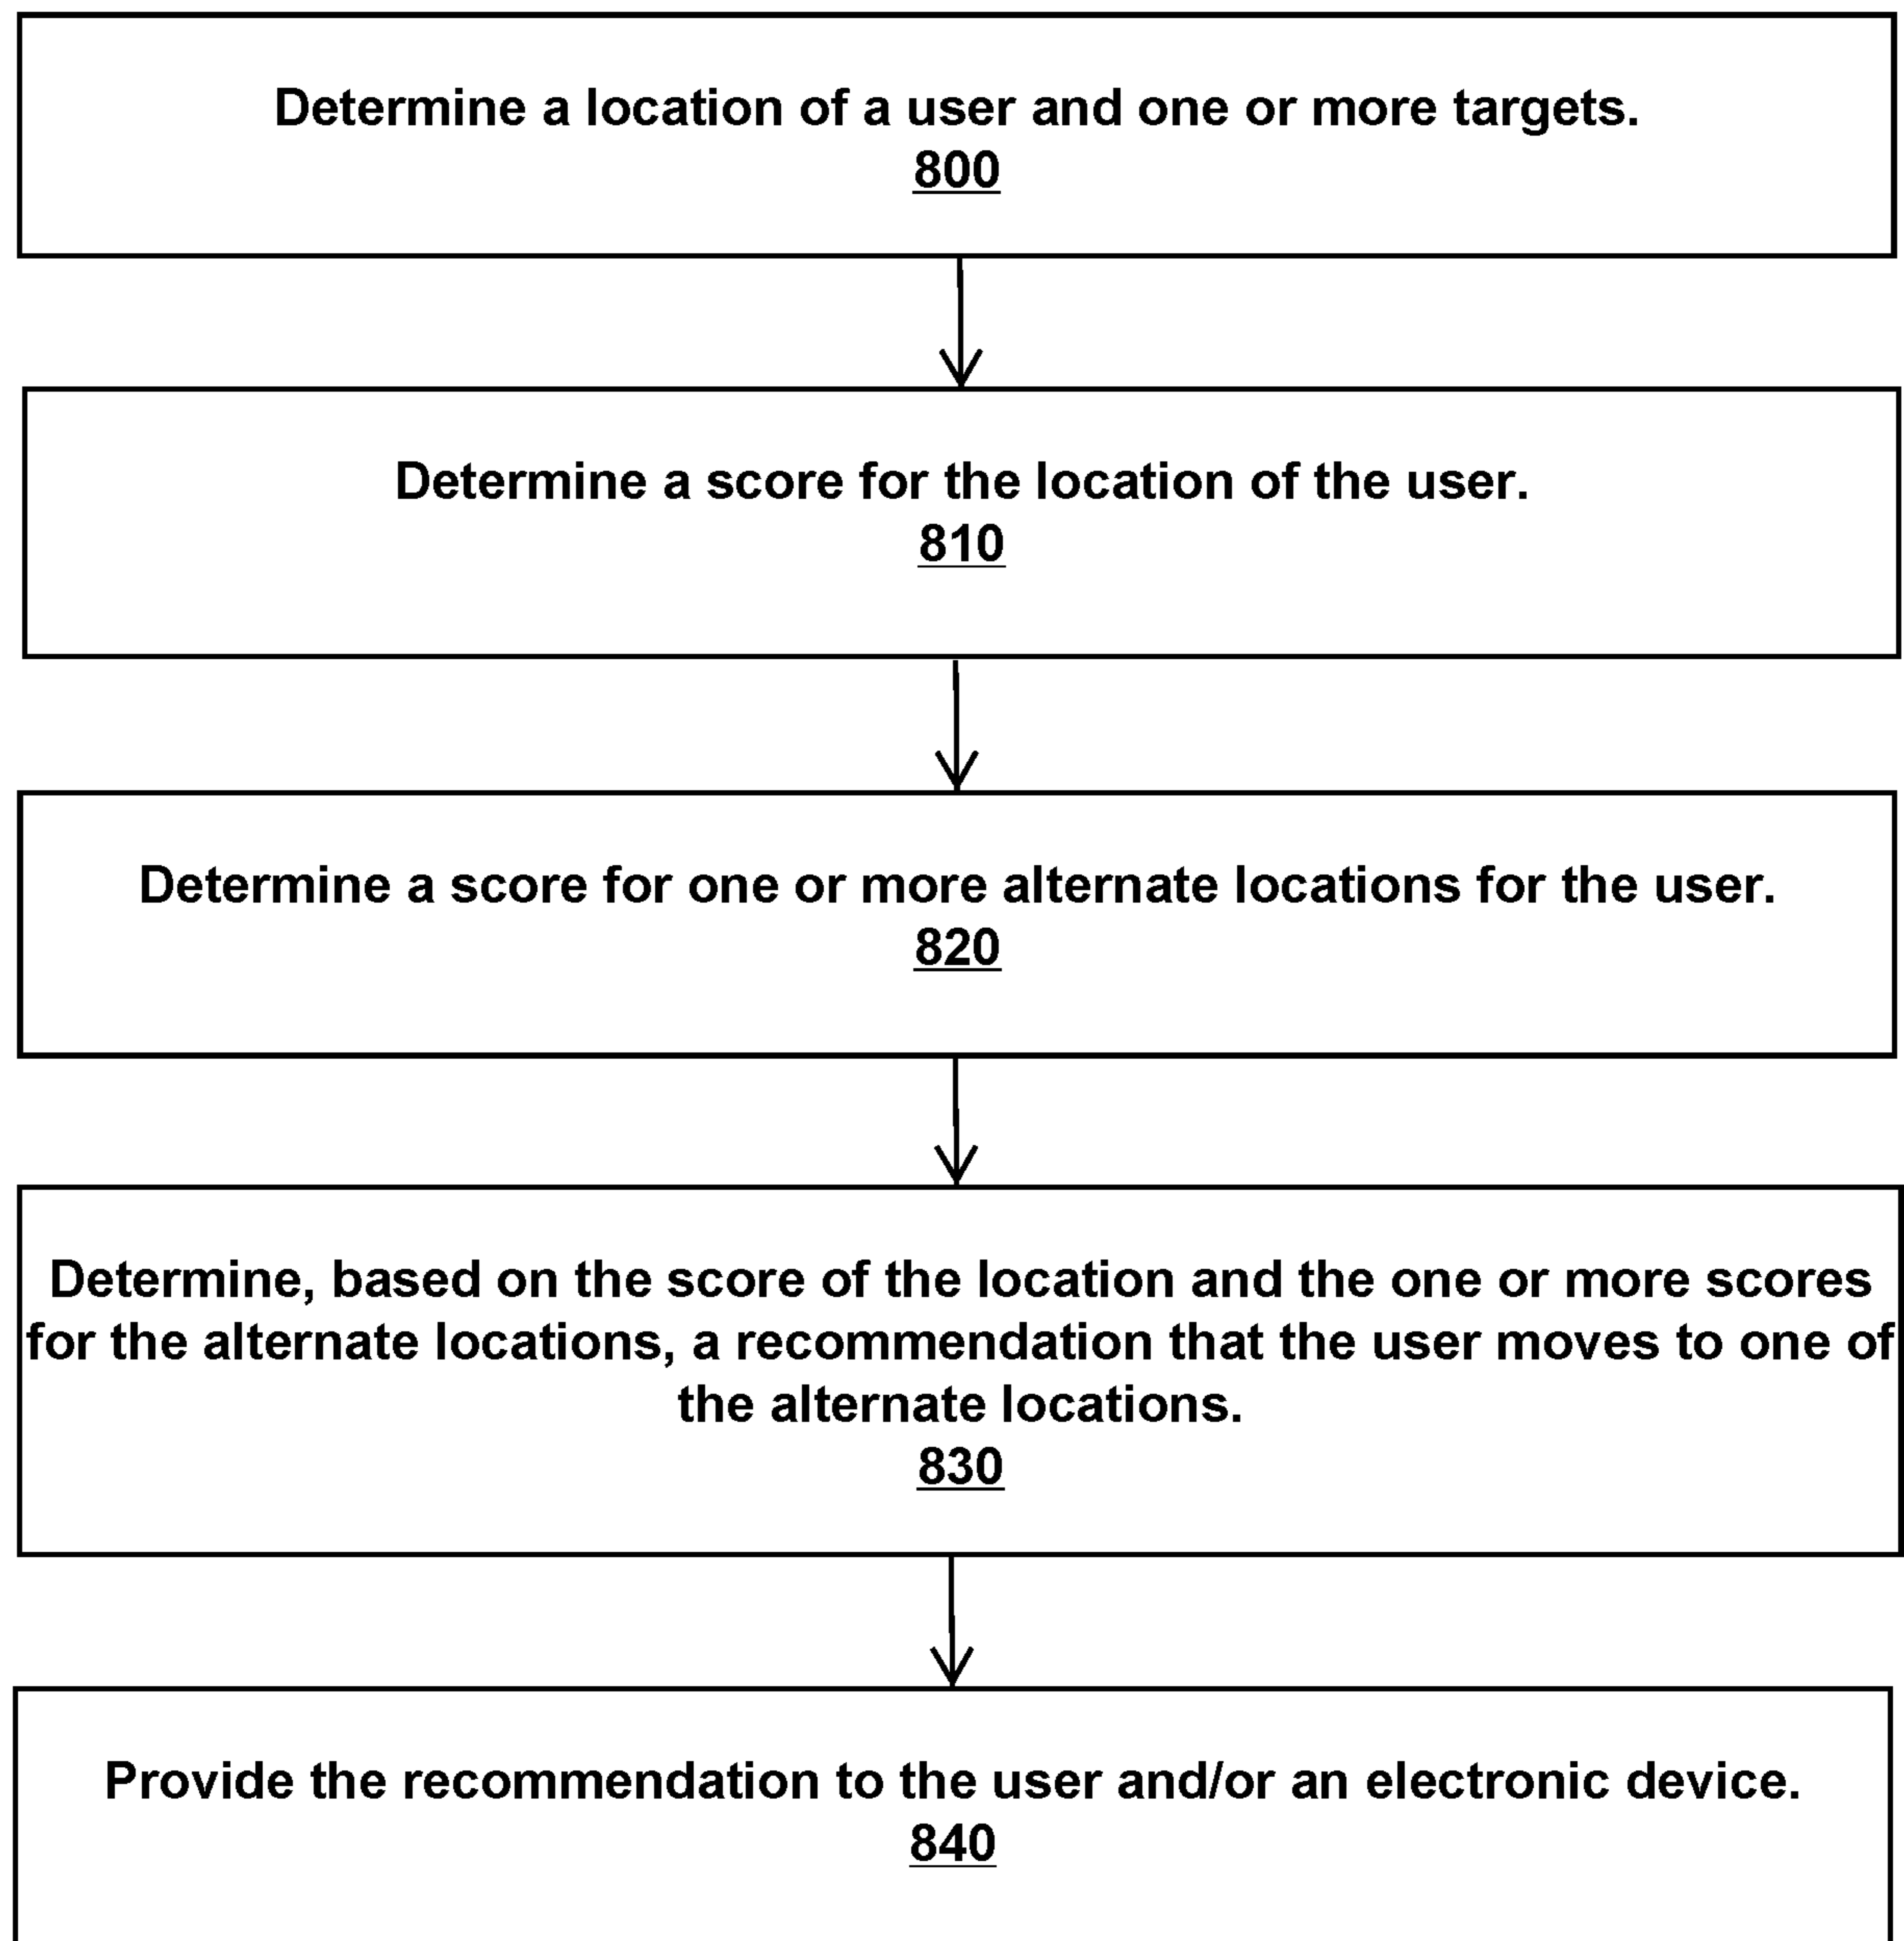 Determine a location of a user and one or more targets.
800
Determine a score for the location of the user.
810
Determine a score for one or more alternate locations for the user.
820
Determine, based on the score of the location and the one or more scores
for the alternate locations, a recommendation that the user moves to one of
the alternate locations.
830
Provide the recommendation to the user and/or an electronic device.
840